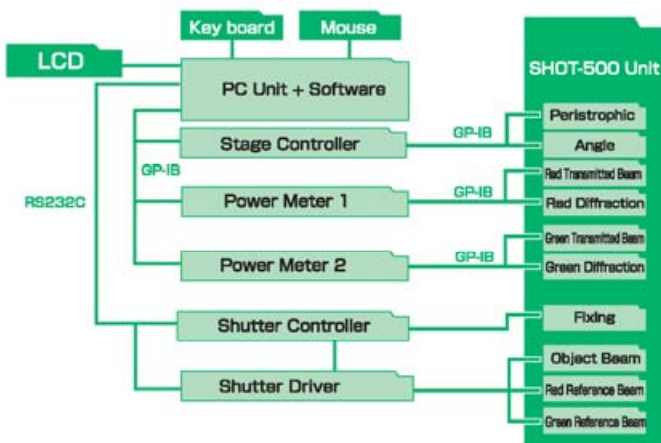 Key board
Mouse
LCD
SHOT-500 Unit
PC Unit + Software
Peristrophic
Stage Controller
GP-IB
Angle
GP-IB
Red Transmitted Beam
RS232C
Power Meter 1
GP-IB
Red Diffraction
Green Transmitted Beam
Power Meter 2
GP-IB
Green Diffraction
Shutter Controller
Fixing
Object Beam
Shutter Driver
Red Reference Beam
Green Reference Beam